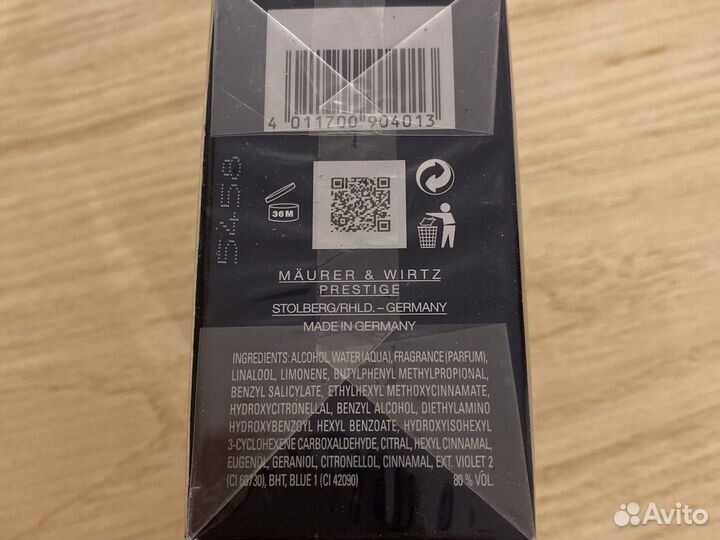 4 011700 904013
5458
36M
MÄURER & WIRTZ
PRESTIGE
STOLBERG/RHLD. – GERMANY
MADE IN GERMANY
INGREDIENTS: ALCOHOL, WATER (AQUA), FRAGRANCE (PARFUM),
LINALOOL, LIMONENE, BUTYLPHENYL METHYLPROPIONAL,
BENZYL SALICYLATE, ETHYLHEXYL METHOXYCINNAMATE,
HYDROXYCITRONELLAL, BENZYL ALCOHOL, DIETHYLAMINO
HYDROXYBENZOYL HEXYL BENZOATE, HYDROXYISOHEXYL
3-CYCLOHEXENE CARBOXALDEHYDE, CITRAL, HEXYL CINNAMAL,
EUGENOL, GERANIOL, CITRONELLOL, CINNAMAL, EXT. VIOLET 2
(CI 60730), BHT, BLUE 1 (CI 42090) 80 % VOL.
Avito